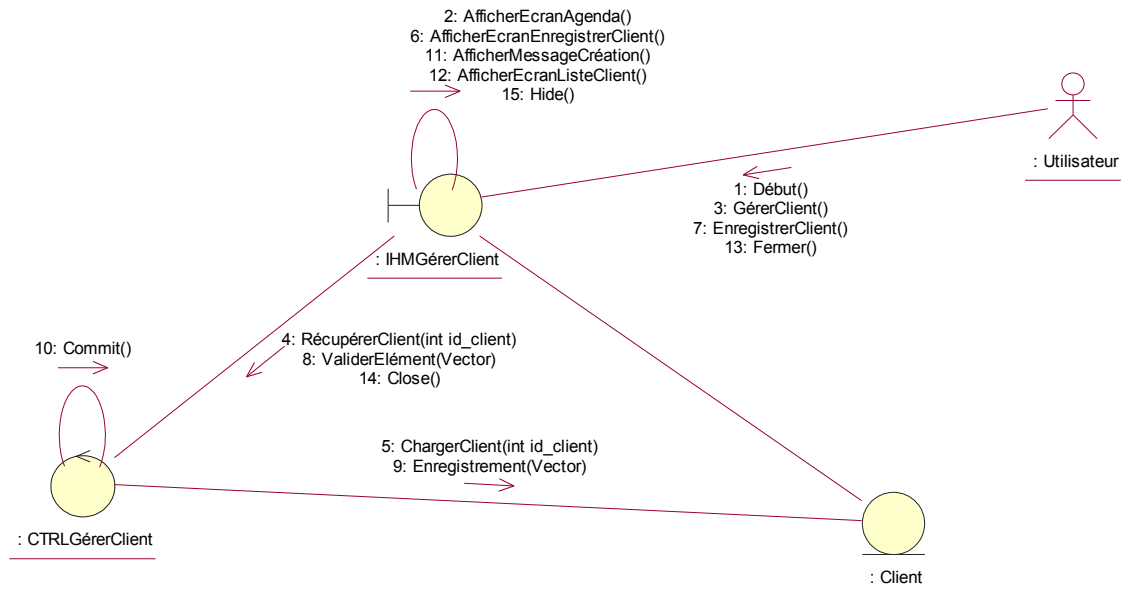 2: AfficherEcranAgenda()
6: AfficherEcranEnregistrerClient()
11: AfficherMessageCréation()
12: AfficherEcranListeClient()
15: Hide()
: Utilisateur
1: Début()
3: GérerClient()
7: EnregistrerClient()
13: Fermer()
: IHMGérerClient
4: RécupérerClient(int id_client)
8: ValiderElément(Vector)
14: Close()
10: Commit()
5: ChargerClient(int id_client)
9: Enregistrement(Vector)
: CTRLGérerClient
: Client